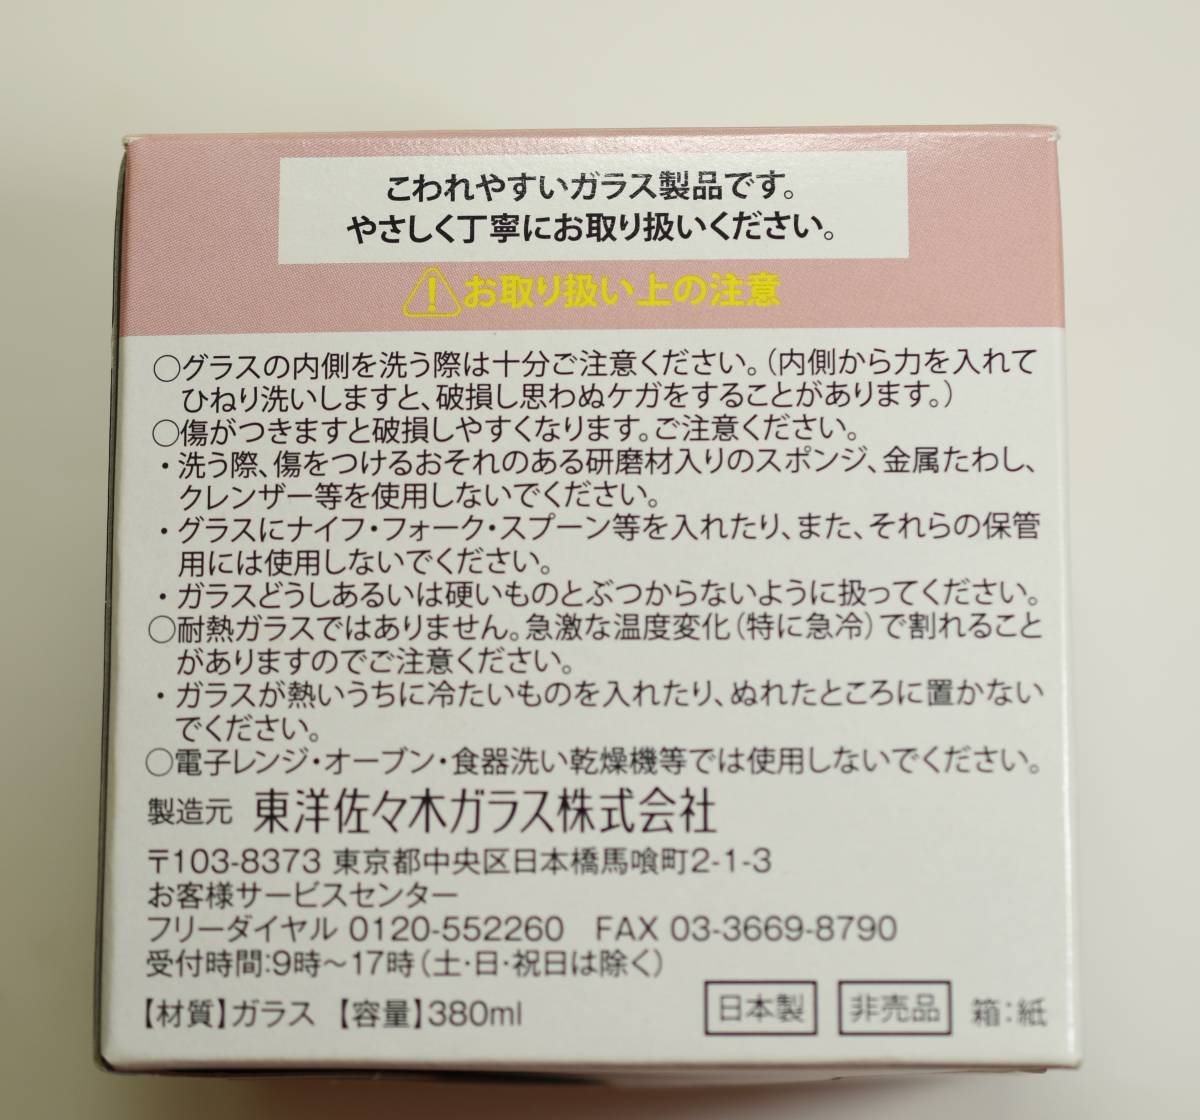 こわれやすいガラス製品です。
やさしく丁寧にお取り扱いください。
お取り扱い上の注意
○グラスの内側を洗う際は十分ご注意ください。（内側から力を入れて
ひねり洗いしますと、破損し思わぬケガをすることがあります。）
○傷がつきますと破損しやすくなります。ご注意ください。
・洗う際、傷をつけるおそれのある研磨材入りのスポンジ、金属たわし、
クレンザー等を使用しないでください。
・グラスにナイフ・フォーク・スプーン等を入れたり、また、それらの保管
用には使用しないでください。
・ガラスどうしあるいは硬いものとぶつからないように扱ってください。
○耐熱ガラスではありません。急激な温度変化（特に急冷）で割れること
がありますのでご注意ください。
・ガラスが熱いうちに冷たいものを入れたり、ぬれたところに置かない
でください。
○電子レンジ・オーブン・食器洗い乾燥機等では使用しないでください。
製造元 東洋佐々木ガラス株式会社
〒103-8373 東京都中央区日本橋馬喰町2-1-3
お客様サービスセンター
フリーダイヤル 0120-552260 FAX 03-3669-8790
受付時間:9時～17時（土・日・祝日は除く）
【材質】ガラス 【容量】380ml 日本製 非売品 箱：紙